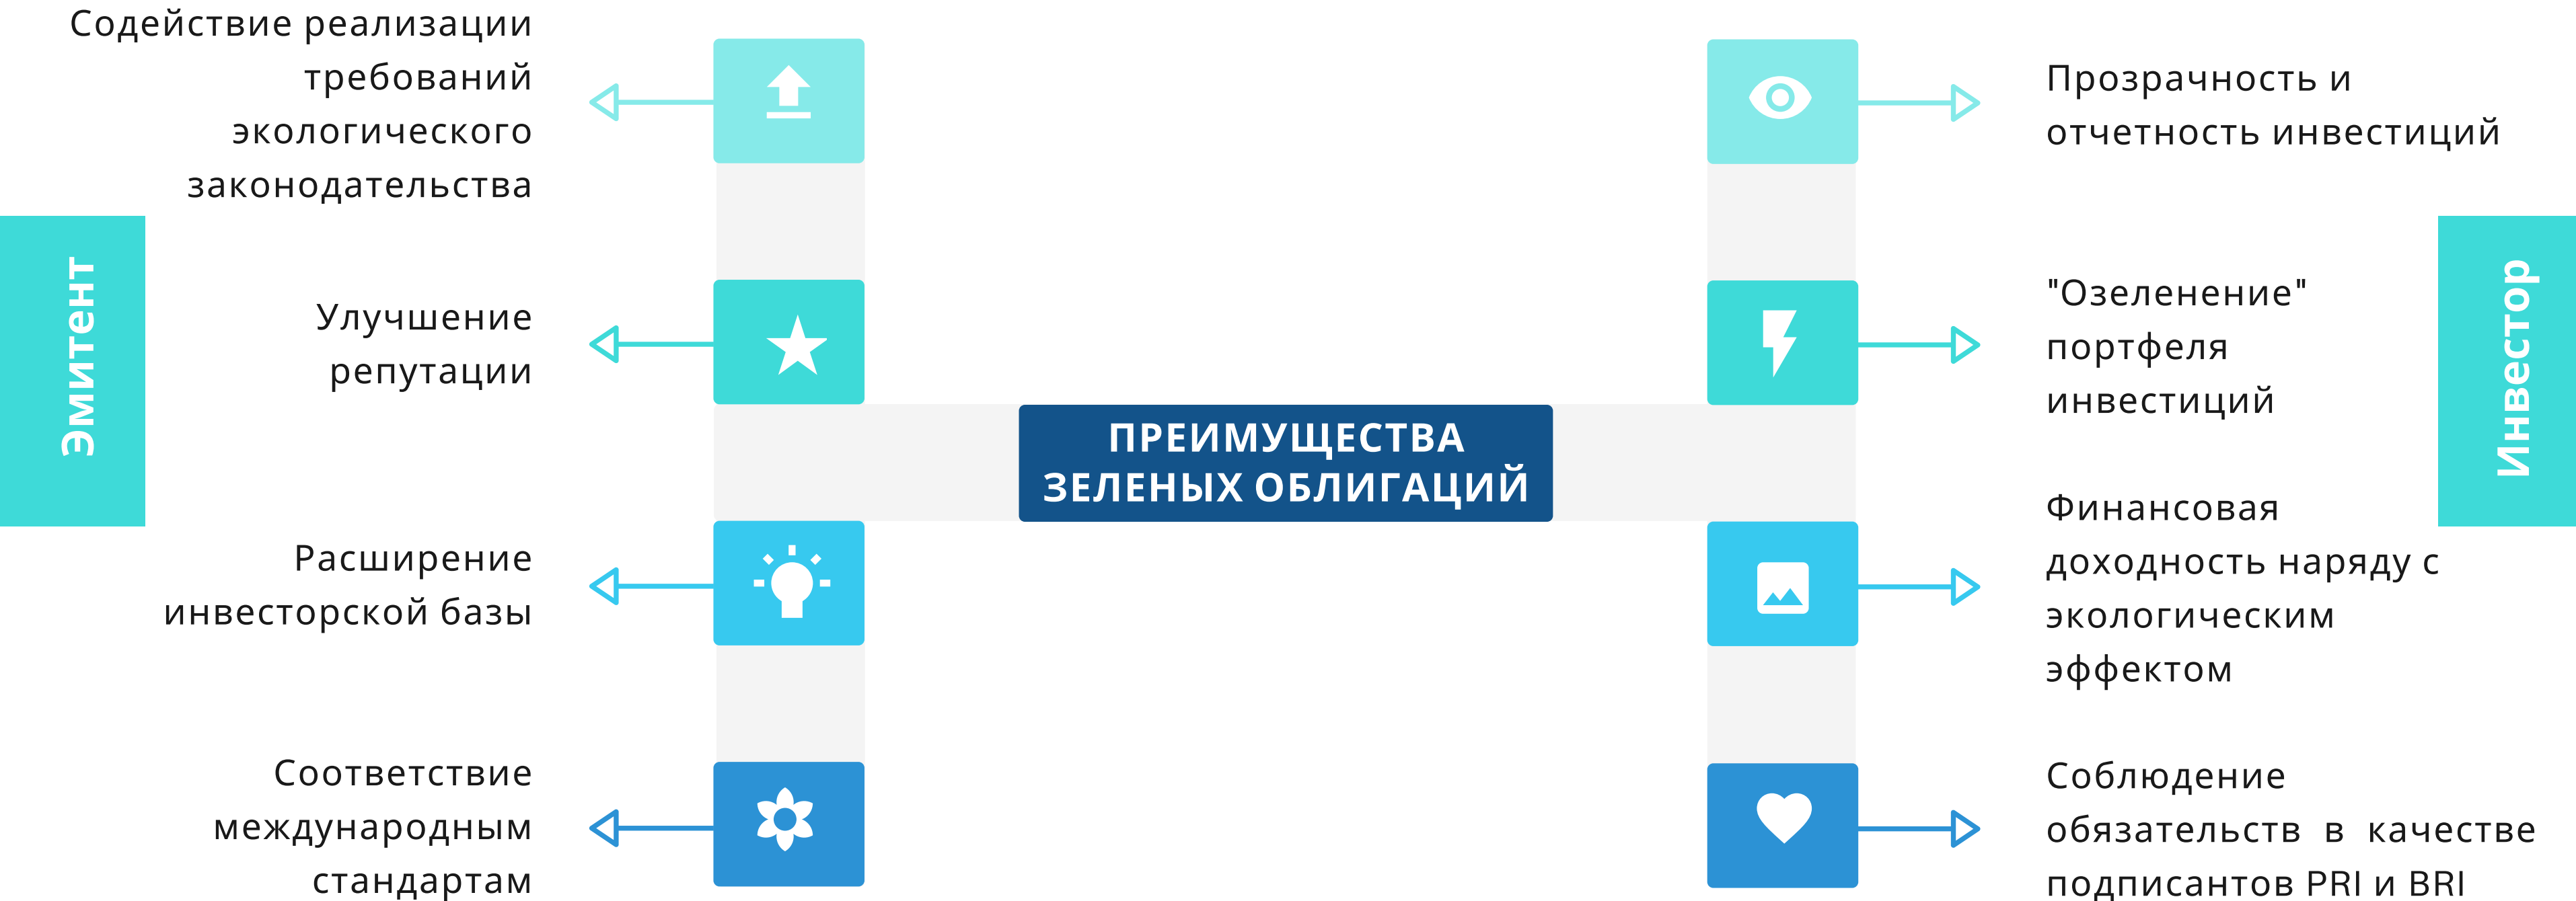 Содействие реализации
требований
экологического
законодательства
Эмитент
Улучшение
репутации
Расширение
инвесторской базы
Соответствие
международным
стандартам
ПРЕИМУЩЕСТВА
ЗЕЛЕНЫХ ОБЛИГАЦИЙ
Прозрачность и
отчетность инвестиций
"Озеленение"
портфеля
инвестиций
Инвестор
Финансовая
доходность наряду с
экологическим
эффектом
Соблюдение
обязательств в качестве
подписантов PRI и BRI